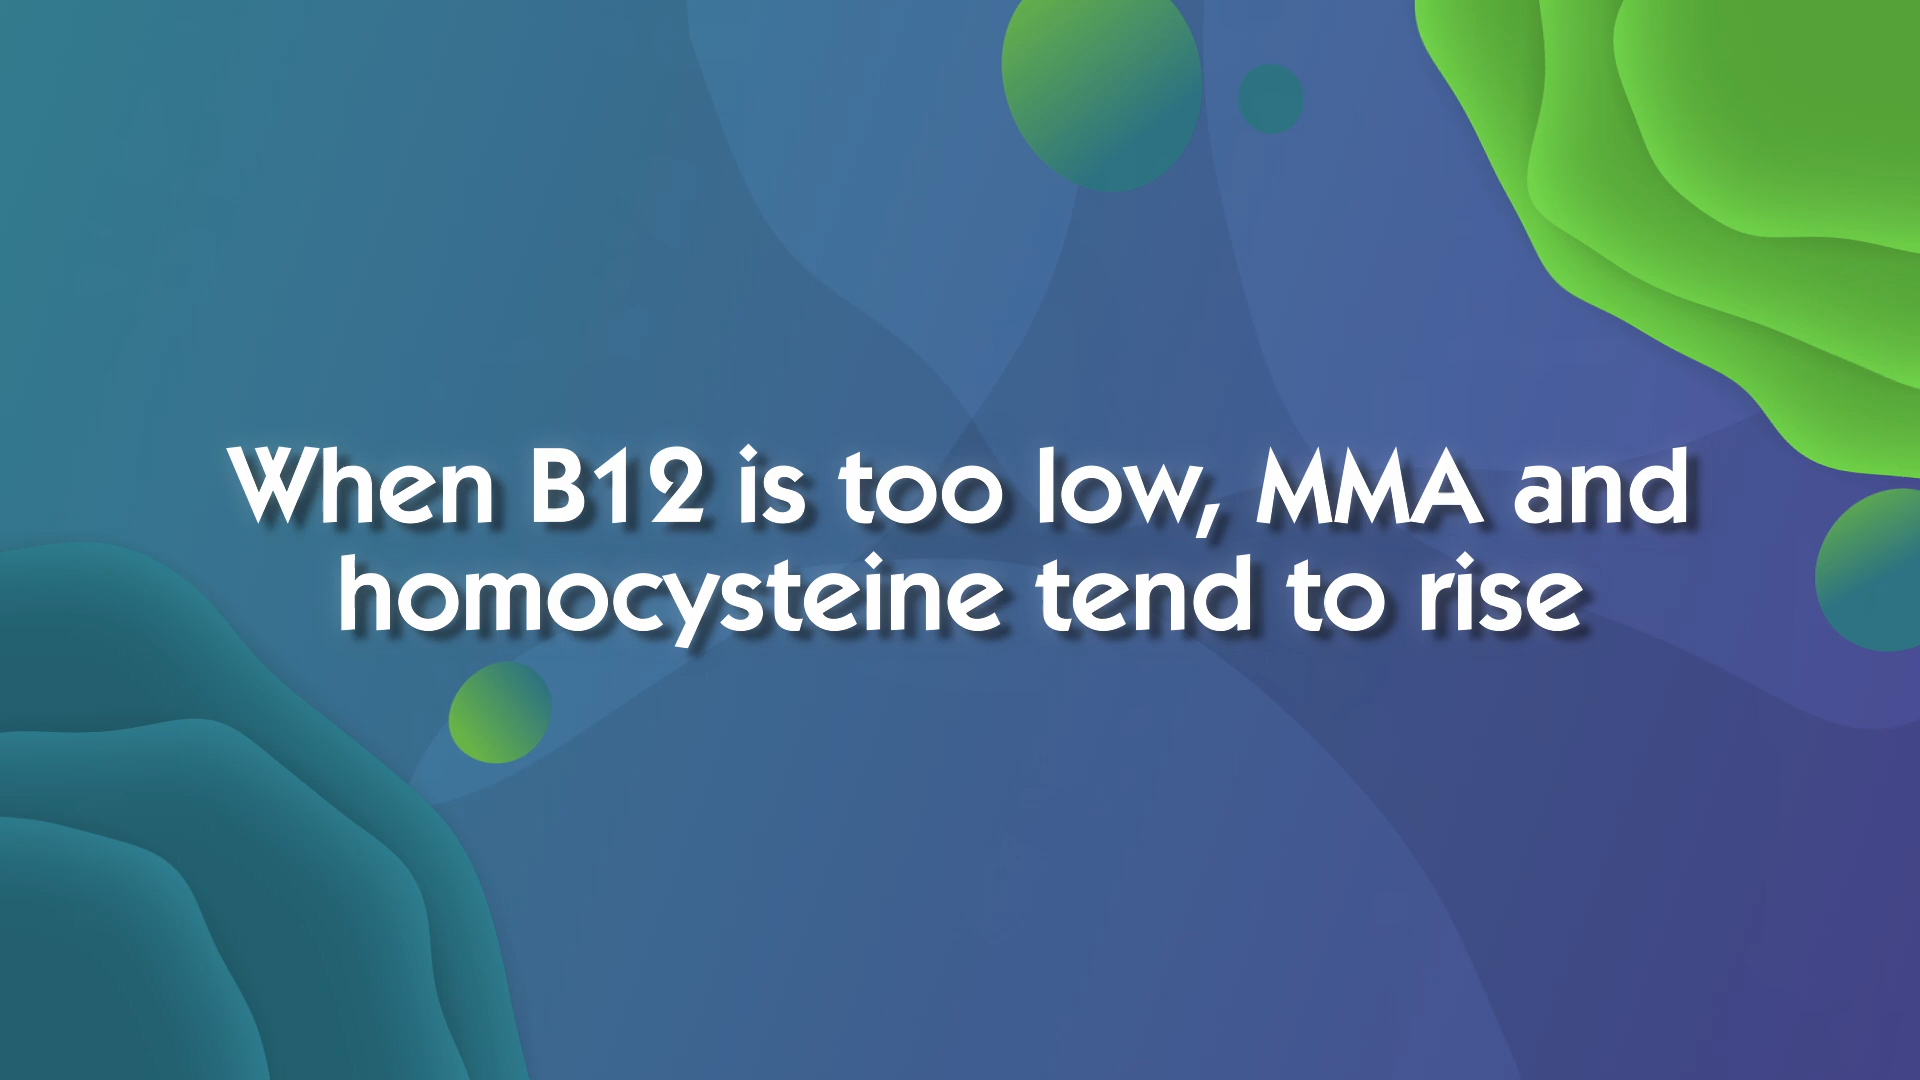 When B12 is too low, MMA and
homocysteine tend to rise